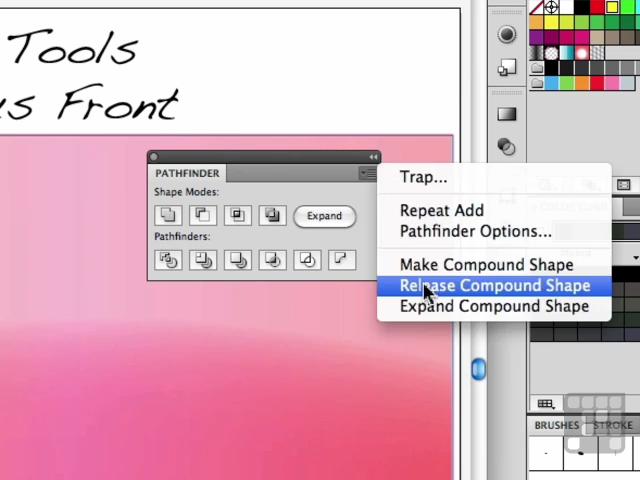 Tools
us Front
PATHFINDER
Shape Modes:
Expand
Pathfinders:
Trap...
Repeat Add
Pathfinder Options...
Make Compound Shape
Release Compound Shape
Expand Compound Shape
BRUSHES
STROKE